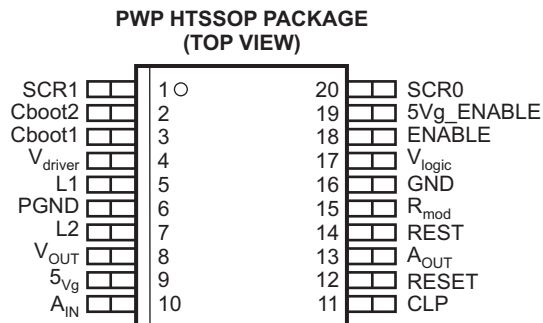 PWP HTSSOP PACKAGE
(TOP VIEW)
SCR1 1 20 SCR0
Cboot2 2 19 5Vg_ENABLE
Cboot1 3 18 ENABLE
Vdriver 4 17 Vlogic
L1 5 16 GND
PGND 6 15 Rmod
L2 7 14 REST
VOUT 8 13 AOUT
5Vg 9 12 RESET
AIN 10 11 CLP